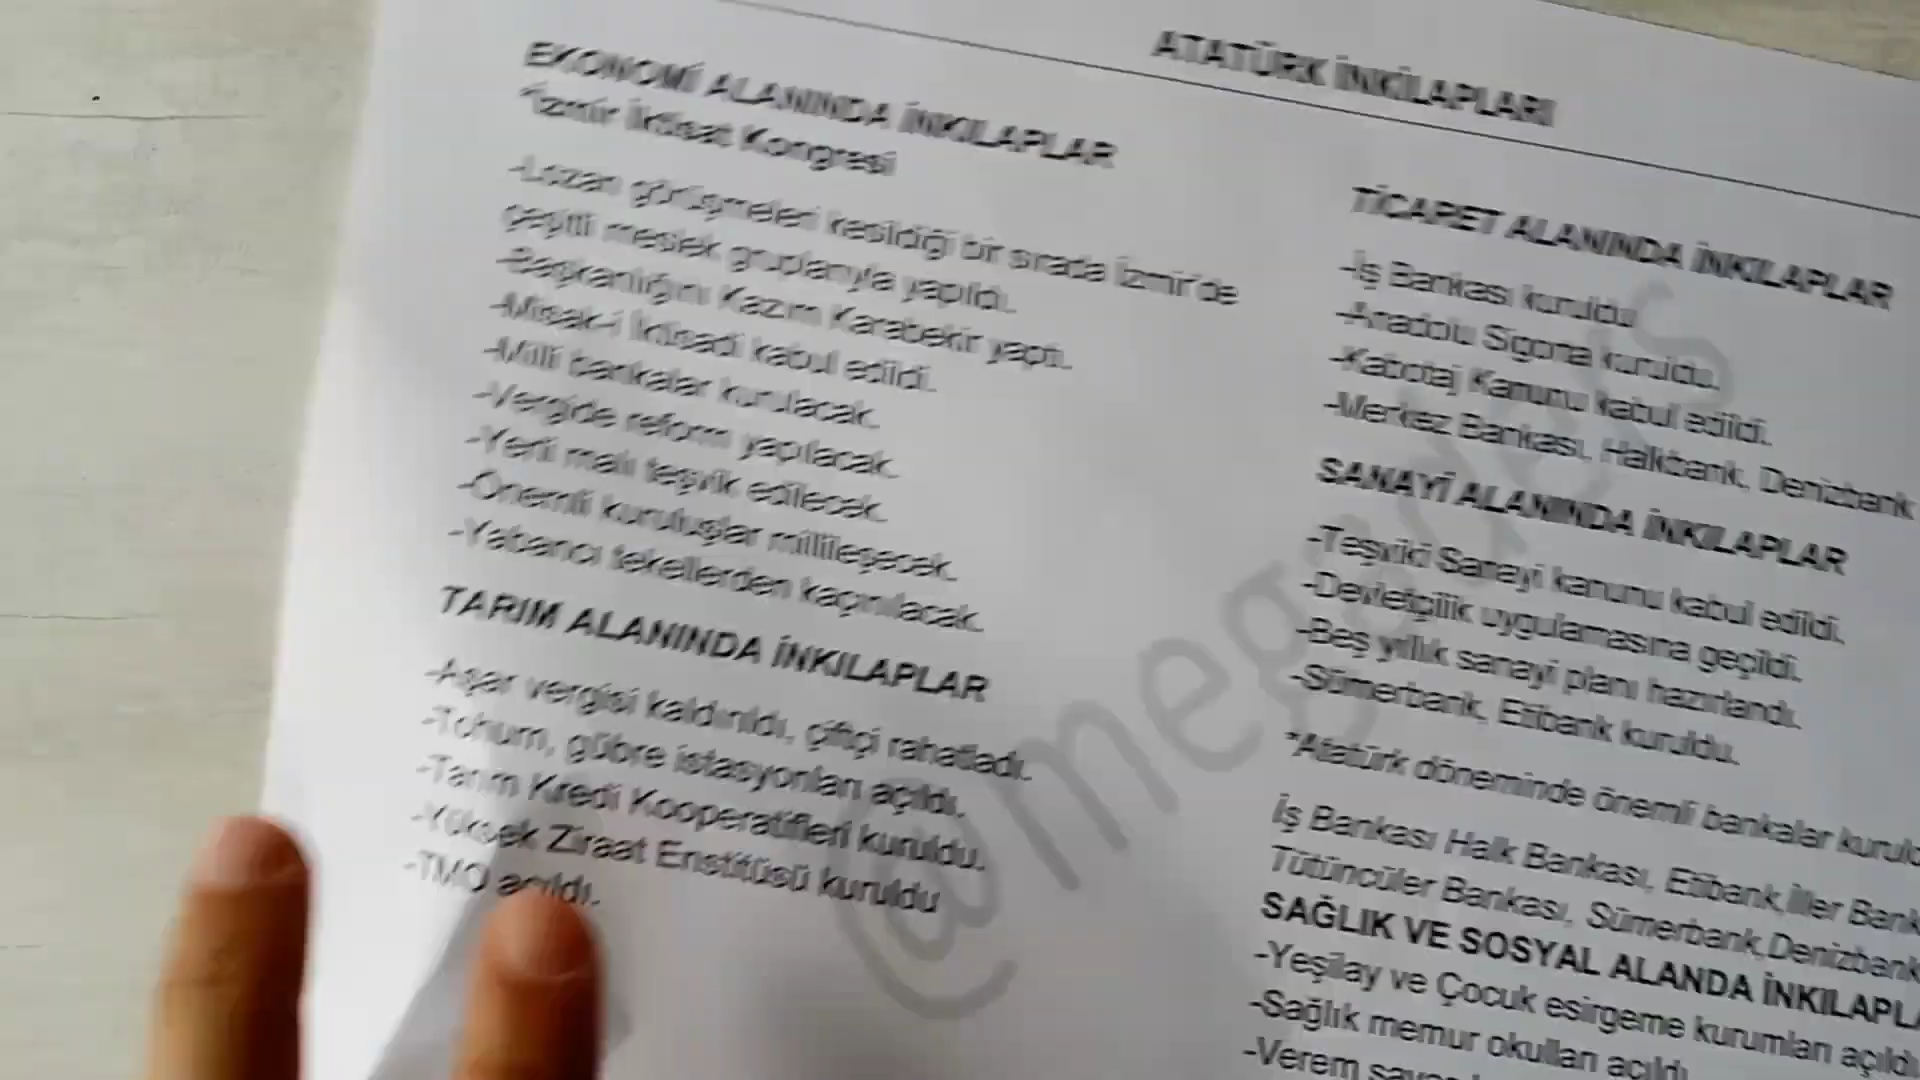 ATATÜRK İNKİLAPLARI
EKONOMİ ALANINDA İNKILAPLAR
*İzmir İktisat Kongresi
-Lozan görüşmeleri kesildiği bir sırada İzmir'de
çeşitli meslek gruplarıyla yapıldı.
-Başkanlığını Kazım Karabekir yaptı.
-Misak-i İktisadi kabul edildi.
-Milli bankalar kurulacak.
-Vergide reform yapılacak.
-Yerli malı teşvik edilecek.
-Önemli kuruluşlar millileşecek.
-Yabancı tekellerden kaçınılacak.
TARIM ALANINDA İNKILAPLAR
-Aşar vergisi kaldırıldı, çiftçi rahatladı.
-Tohum, gübre istasyonları açıldı.
-Tarım Kredi Kooperatifleri kuruldu.
-Yüksek Ziraat Enstitüsü kuruldu
-TMO açıldı.
TİCARET ALANINDA İNKILAPLAR
-İş Bankası kuruldu
-Anadolu Sigorta kuruldu.
-Kabotaj Kanunu kabul edildi.
-Merkez Bankası, Halkbank, Denizbank
SANAYİ ALANINDA İNKILAPLAR
-Teşviki Sanayi kanunu kabul edildi.
-Devletçilik uygulamasına geçildi.
-Beş yıllık sanayi planı hazırlandı.
-Sümerbank, Etibank kuruldu.
*Atatürk döneminde önemli bankalar
İş Bankası Halk Bankası, Etibank,İller
Tütüncüler Bankası, Sümerbank,Denizbank
SAĞLIK VE SOSYAL ALANDA
-Yeşilay ve Çocuk esirgeme kurumları
-Sağlık memur okulları açıldı
-Verem